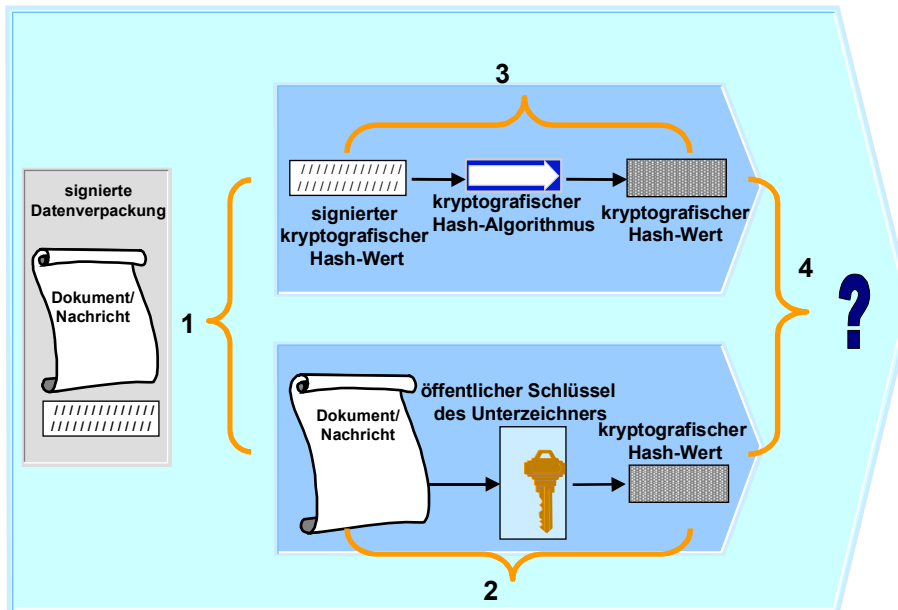 3
signierte
Datenverpackung
Dokument/
Nachricht
1
signierter
kryptografischer
Hash-Wert
kryptografischer
Hash-Algorithmus
kryptografischer
Hash-Wert
4
?
Dokument/
Nachricht
öffentlicher Schlüssel
des Unterzeichners
kryptografischer
Hash-Wert
2